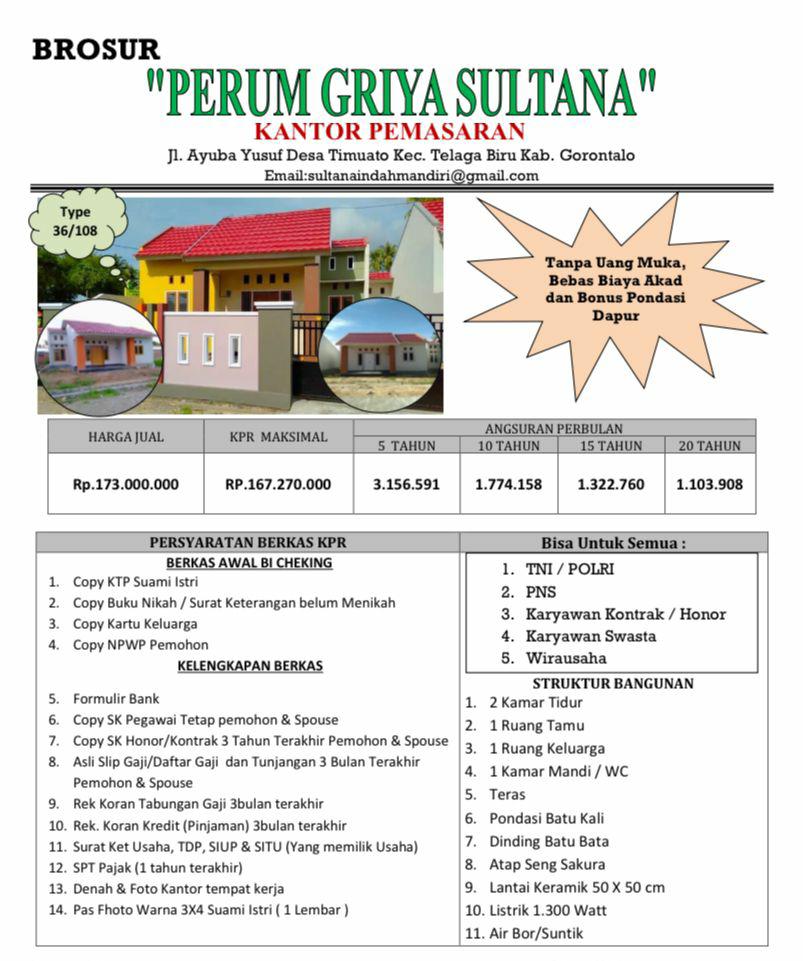 BROSUR
"PERUM GRIYA SULTANA"
KANTOR PEMASARAN
Jl. Ayuba Yusuf Desa Timuato Kec. Telaga Biru Kab. Gorontalo
Email:sultanaindahmandiri@gmail.com
Type
36/108
Tanpa Uang Muka,
Bebas Biaya Akad
dan Bonus Pondasi
Dapur
HARGA JUAL
KPR MAKSIMAL
ANGSURAN PERBULAN
5 TAHUN
10 TAHUN
15 TAHUN
20 TAHUN
Rp.173.000.000
RP.167.270.000
3.156.591
1.774.158
1.322.760
1.103.908
PERSYARATAN BERKAS KPR
BERKAS AWAL BI CHEKING
1. Copy KTP Suami Istri
2. Copy Buku Nikah / Surat Keterangan belum Menikah
3. Copy Kartu Keluarga
4. Copy NPWP Pemohon
KELENGKAPAN BERKAS
5. Formulir Bank
6. Copy SK Pegawai Tetap pemohon & Spouse
7. Copy SK Honor/Kontrak 3 Tahun Terakhir Pemohon & Spouse
8. Asli Slip Gaji/Daftar Gaji dan Tunjangan 3 Bulan Terakhir
Pemohon & Spouse
9. Rek Koran Tabungan Gaji 3bulan terakhir
10. Rek. Koran Kredit (Pinjaman) 3bulan terakhir
11. Surat Ket Usaha, TDP, SIUP & SITU (Yang memilik Usaha)
12. SPT Pajak (1 tahun terakhir)
13. Denah & Foto Kantor tempat kerja
14. Pas Fhoto Warna 3X4 Suami Istri ( 1 Lembar )
Bisa Untuk Semua :
1. TNI / POLRI
2. PNS
3. Karyawan Kontrak / Honor
4. Karyawan Swasta
5. Wirausaha
STRUKTUR BANGUNAN
1. 2 Kamar Tidur
2. 1 Ruang Tamu
3. 1 Ruang Keluarga
4. 1 Kamar Mandi / WC
5. Teras
6. Pondasi Batu Kali
7. Dinding Batu Bata
8. Atap Seng Sakura
9. Lantai Keramik 50 X 50 cm
10. Listrik 1.300 Watt
11. Air Bor/Suntik